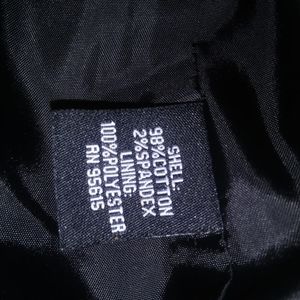 SHELL:
98%COTTON
2%SPANDEX
LINING:
100%POLYESTER
RN 95615